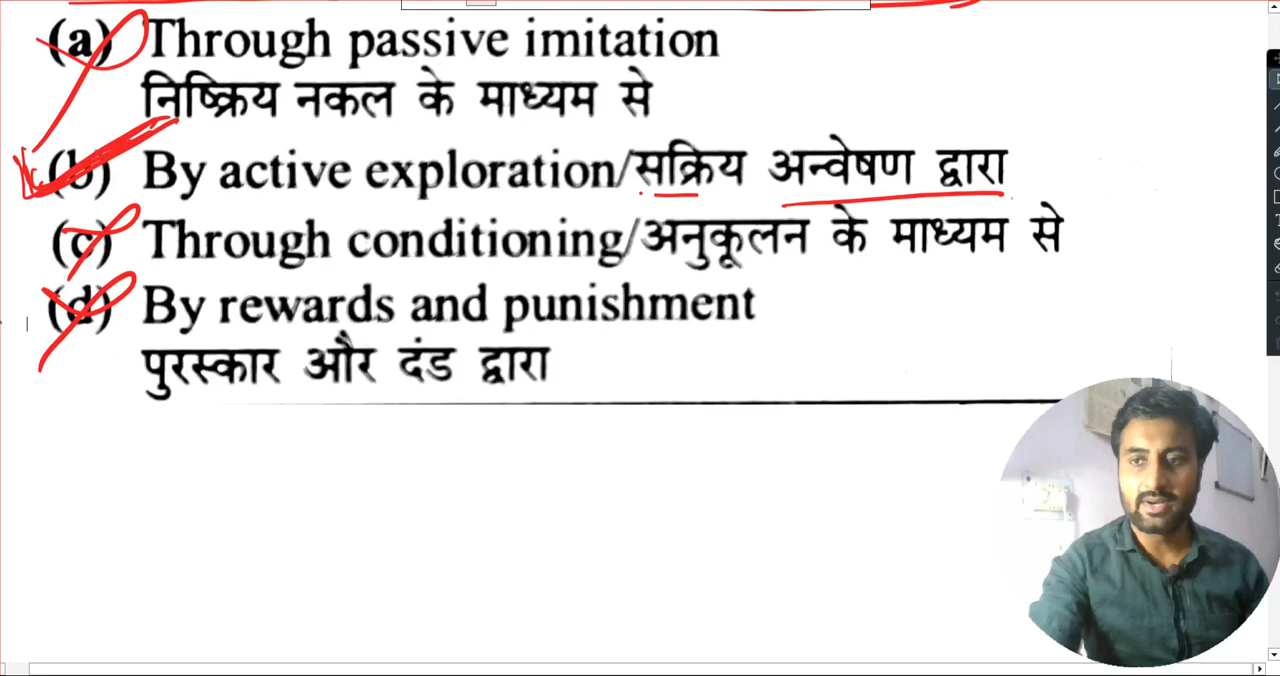 (a) Through passive imitation
निष्क्रिय नकल के माध्यम से
(b) By active exploration/सक्रिय अन्वेषण द्वारा
(c) Through conditioning/अनुकूलन के माध्यम से
(d) By rewards and punishment
पुरस्कार और दंड द्वारा